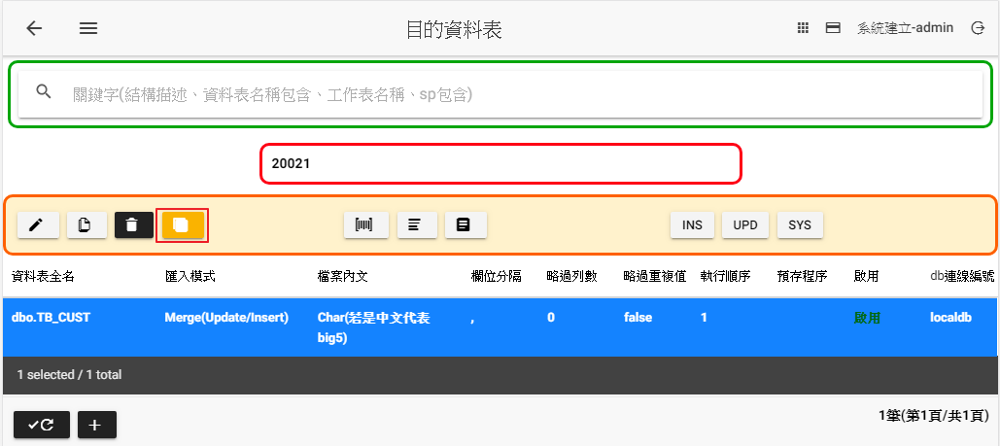 目的資料表
系統建立-admin
關鍵字(結構描述、資料表名稱包含、工作表名稱、sp包含)
20021
INS UPD SYS
資料表全名 匯入模式 檔案內文 欄位分隔 略過列數 略過重複值 執行順序 預存程序 啟用 db連線編號
dbo.TB_CUST Merge(Update/Insert) Char(若是中文代表 , 0 false 1 啟用 localdb
big5)
1 selected / 1 total
1筆(第1頁/共1頁)